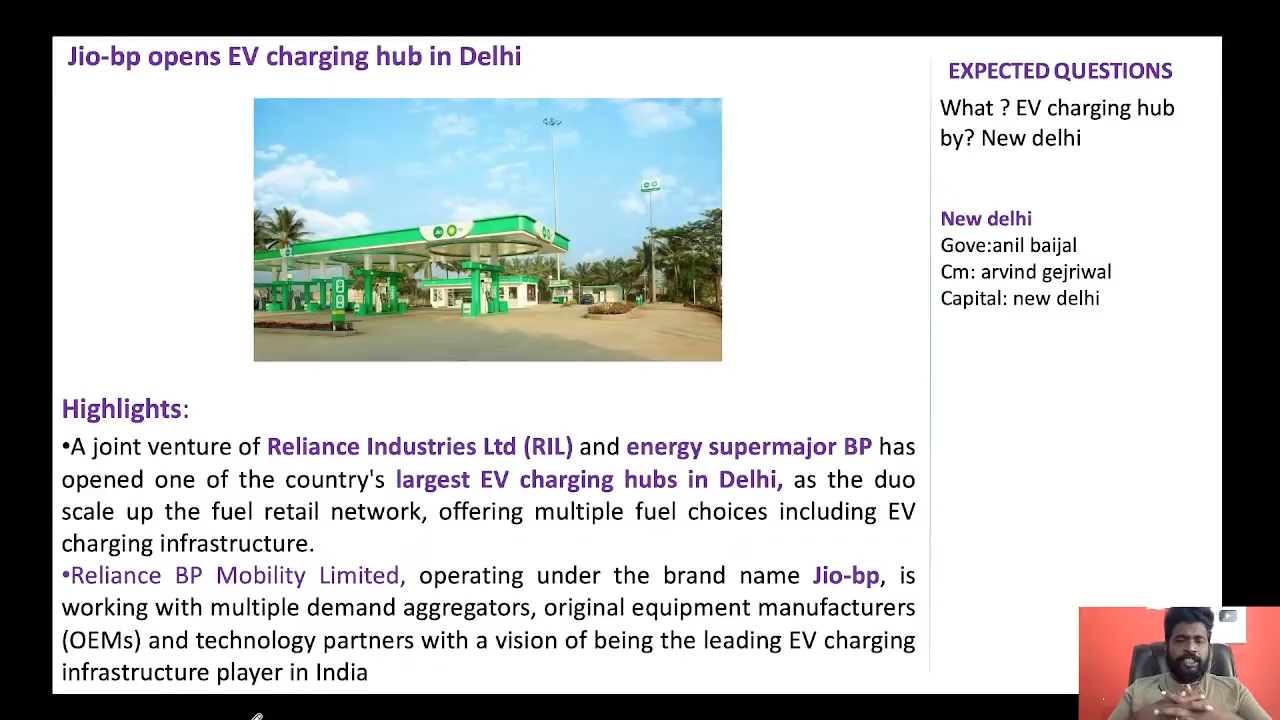 Jio-bp opens EV charging hub in Delhi
Highlights:
•A joint venture of Reliance Industries Ltd (RIL) and energy supermajor BP has
opened one of the country's largest EV charging hubs in Delhi, as the duo
scale up the fuel retail network, offering multiple fuel choices including EV
charging infrastructure.
•Reliance BP Mobility Limited, operating under the brand name Jio-bp, is
working with multiple demand aggregators, original equipment manufacturers
(OEMs) and technology partners with a vision of being the leading EV charging
infrastructure player in India
EXPECTED QUESTIONS
What ? EV charging hub
by? New delhi
New delhi
Gove:anil baijal
Cm: arvind gejriwal
Capital: new delhi